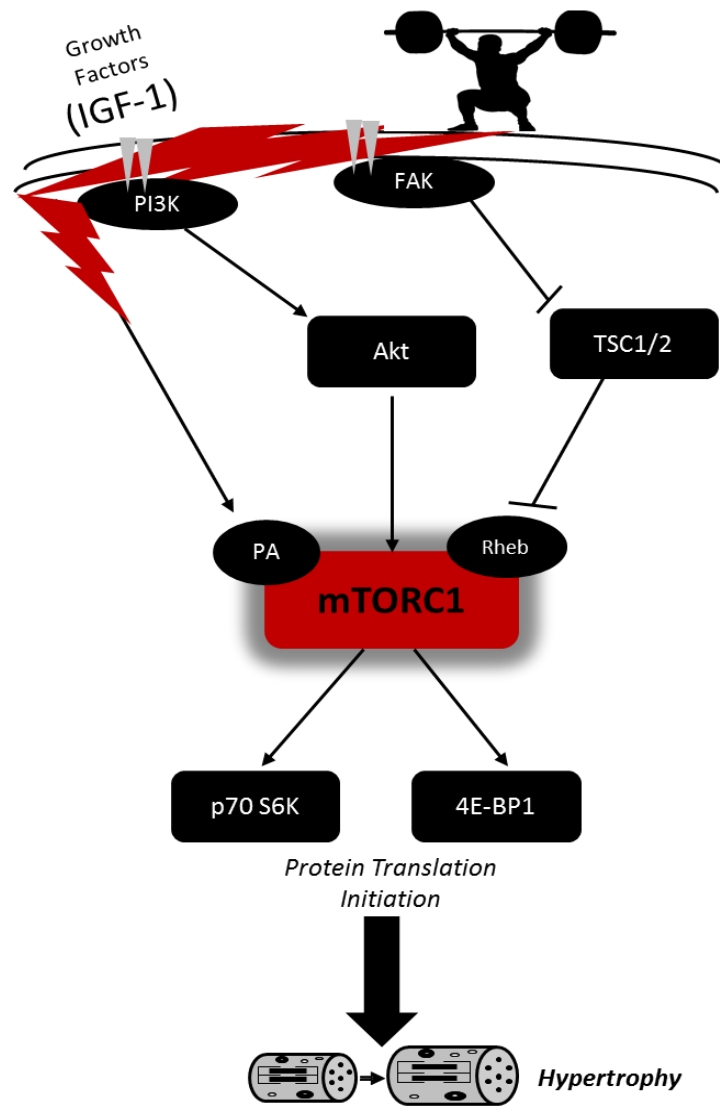 Growth
Factors
(IGF-1)
PI3K
FAK
Akt
TSC1/2
PA
Rheb
mTORC1
p70 S6K
4E-BP1
Protein Translation
Initiation
Hypertrophy